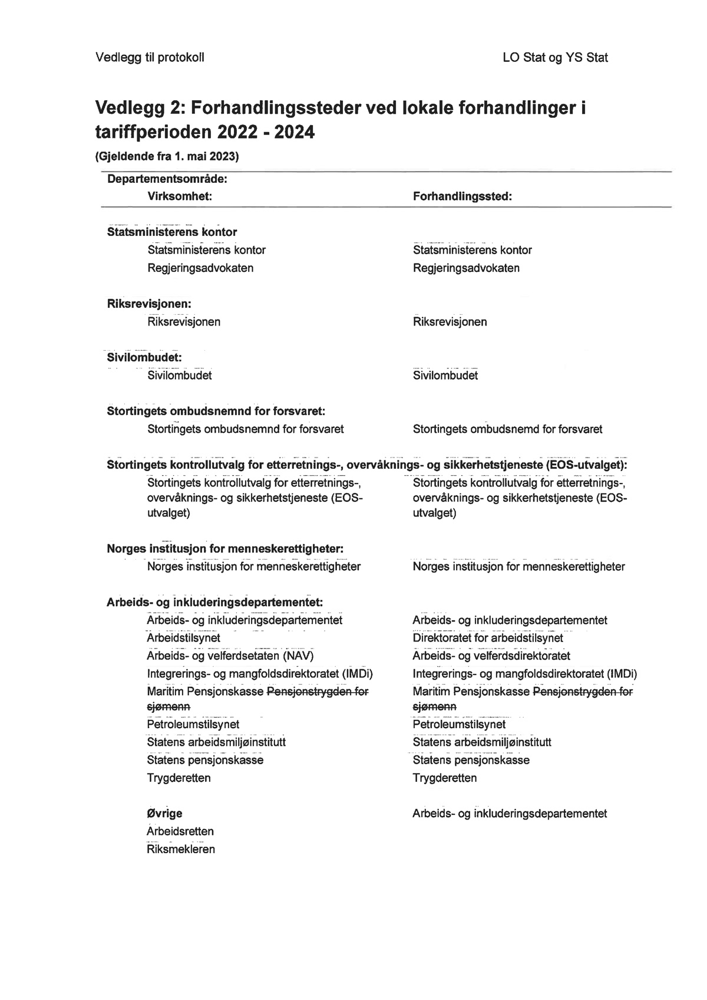 Vedlegg til protokoll LO Stat og YS Stat
Vedlegg 2: Forhandlingssteder ved lokale forhandlinger i
tariffperioden 2022 - 2024
(Gjeldende fra 1. mai 2023)
Departementsområde:
Virksomhet: Forhandlingssted:
Statsministerens kontor
Statsministerens kontor Statsministerens kontor
Regjeringsadvokaten Regjeringsadvokaten
Riksrevisjonen:
Riksrevisjonen Riksrevisjonen
Sivilombudet:
Sivilombudet Sivilombudet
Stortingets ombudsnemnd for forsvaret:
Stortingets ombudsnemnd for forsvaret Stortingets ombudsnemd for forsvaret
Stortingets kontrollutvalg for etterretnings-, overvåknings- og sikkerhetstjeneste (EOS-utvalget):
Stortingets kontrollutvalg for etterretnings-, Stortingets kontrollutvalg for etterretnings-,
overvåknings- og sikkerhetstjeneste (EOS- overvåknings- og sikkerhetstjeneste (EOS-
utvalget) utvalget)
Norges institusjon for menneskerettigheter:
Norges institusjon for menneskerettigheter Norges institusjon for menneskerettigheter
Arbeids- og inkluderingsdepartementet:
Arbeids- og inkluderingsdepartementet Arbeids- og inkluderingsdepartementet
Arbeidstilsynet Direktoratet for arbeidstilsynet
Arbeids- og velferdsetaten (NAV) Arbeids- og velferdsdirektoratet
Integrerings- og mangfoldsdirektoratet (IMDi) Integrerings- og mangfoldsdirektoratet (IMDi)
Maritim Pensjonskasse Pensjonstrygden for Maritim Pensjonskasse Pensjonstrygden for
sjømenn sjømenn
Petroleumstilsynet Petroleumstilsynet
Statens arbeidsmiljøinstitutt Statens arbeidsmiljøinstitutt
Statens pensjonskasse Statens pensjonskasse
Trygderetten Trygderetten
Øvrige Arbeids- og inkluderingsdepartementet
Arbeidsretten
Riksmekleren